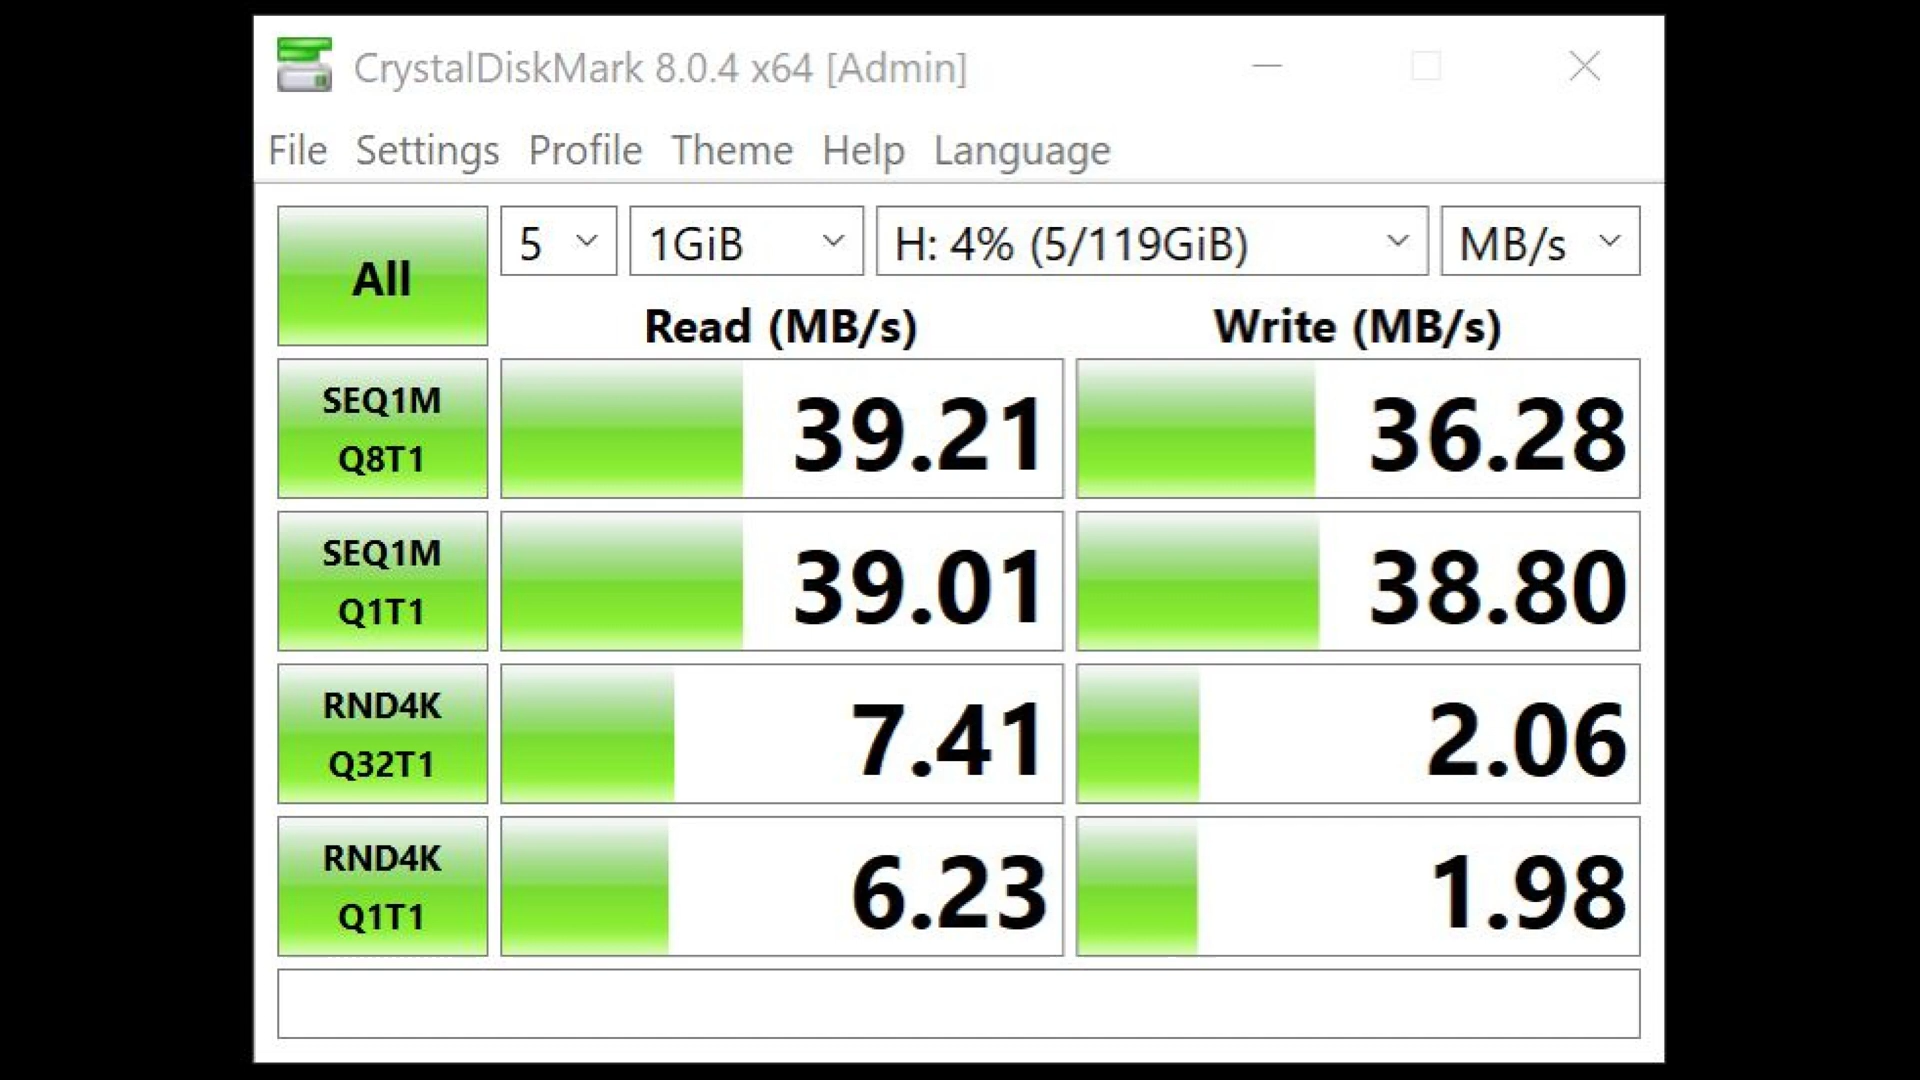 CrystalDiskMark 8.0.4 x64 [Admin]
File Settings Profile Theme Help Language
All 5 1GiB H: 4% (5/119GiB) MB/s
Read (MB/s) Write (MB/s)
SEQ1M
Q8T1
39.21 36.28
SEQ1M
Q1T1
39.01 38.80
RND4K
Q32T1
7.41 2.06
RND4K
Q1T1
6.23 1.98